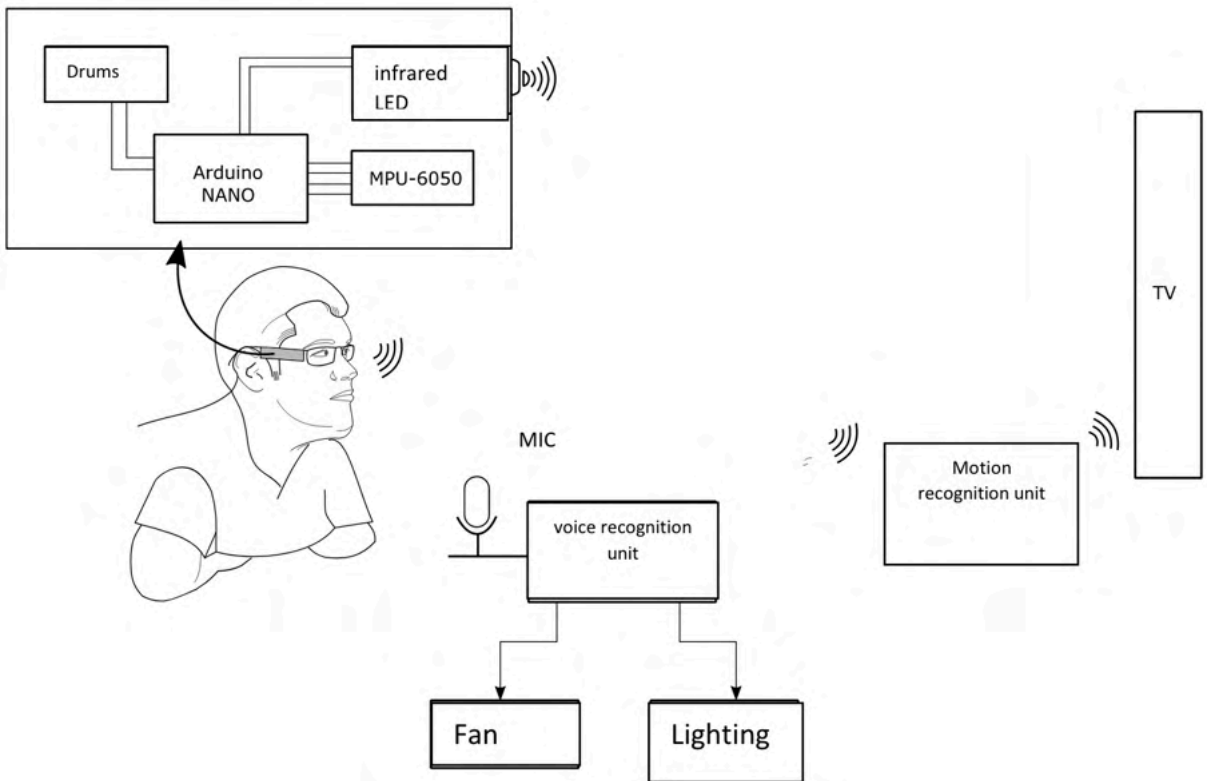 Drums
infrared
LED
Arduino
NANO
MPU-6050
TV
MIC
Motion
recognition unit
voice recognition
unit
Fan
Lighting